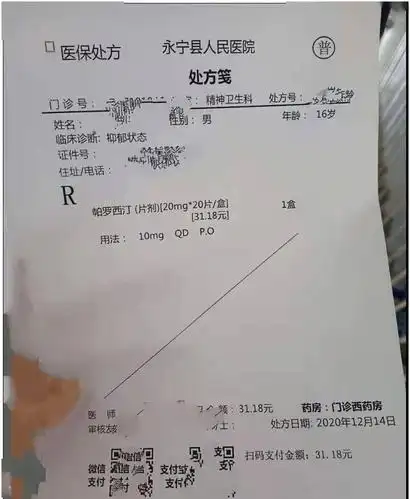 医保处方 永宁县人民医院 普
处方笺
门诊号: : 精神卫生科 处方号:
姓名: 性别: 男 年龄: 16岁
临床诊断: 抑郁状态
证件号:
住址/电话:
R
帕罗西汀 (片剂)[20mg*20片/盒] 1盒
[31.18元]
用法: 10mg QD P.O
医 师 额: 31.18元 药房: 门诊西药房
审核 士: 处方日期: 2020年12月14日
微信 支付宝 扫码支付金额: 31.18元
支付 支付